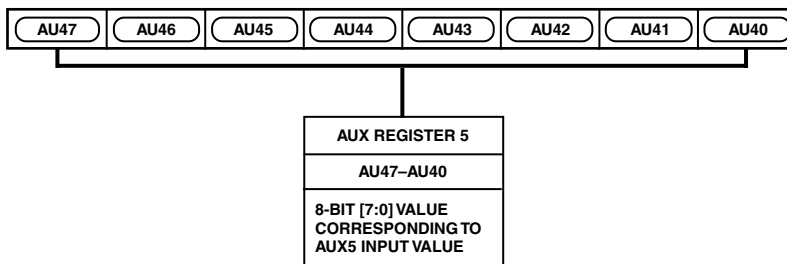 AU47 AU46 AU45 AU44 AU43 AU42 AU41 AU40
AUX REGISTER 5
AU47–AU40
8-BIT [7:0] VALUE
CORRESPONDING TO
AUX5 INPUT VALUE